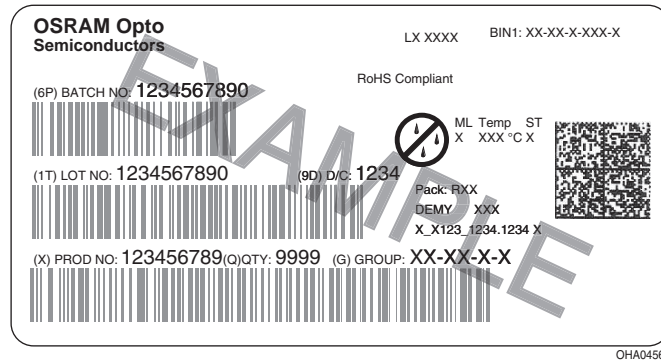 OSRAM Opto
Semiconductors
LX XXXX
BIN1: XX-XX-X-XXX-X
RoHS Compliant
(6P) BATCH NO: 1234567890
ML Temp ST
X XXX °C X
(1T) LOT NO: 1234567890 (9D) D/C: 1234
Pack: RXX
DEMY XXX
X_X123_1234.1234 X
(X) PROD NO: 123456789(Q)QTY: 9999 (G) GROUP: XX-XX-X-X
EXAMPLE